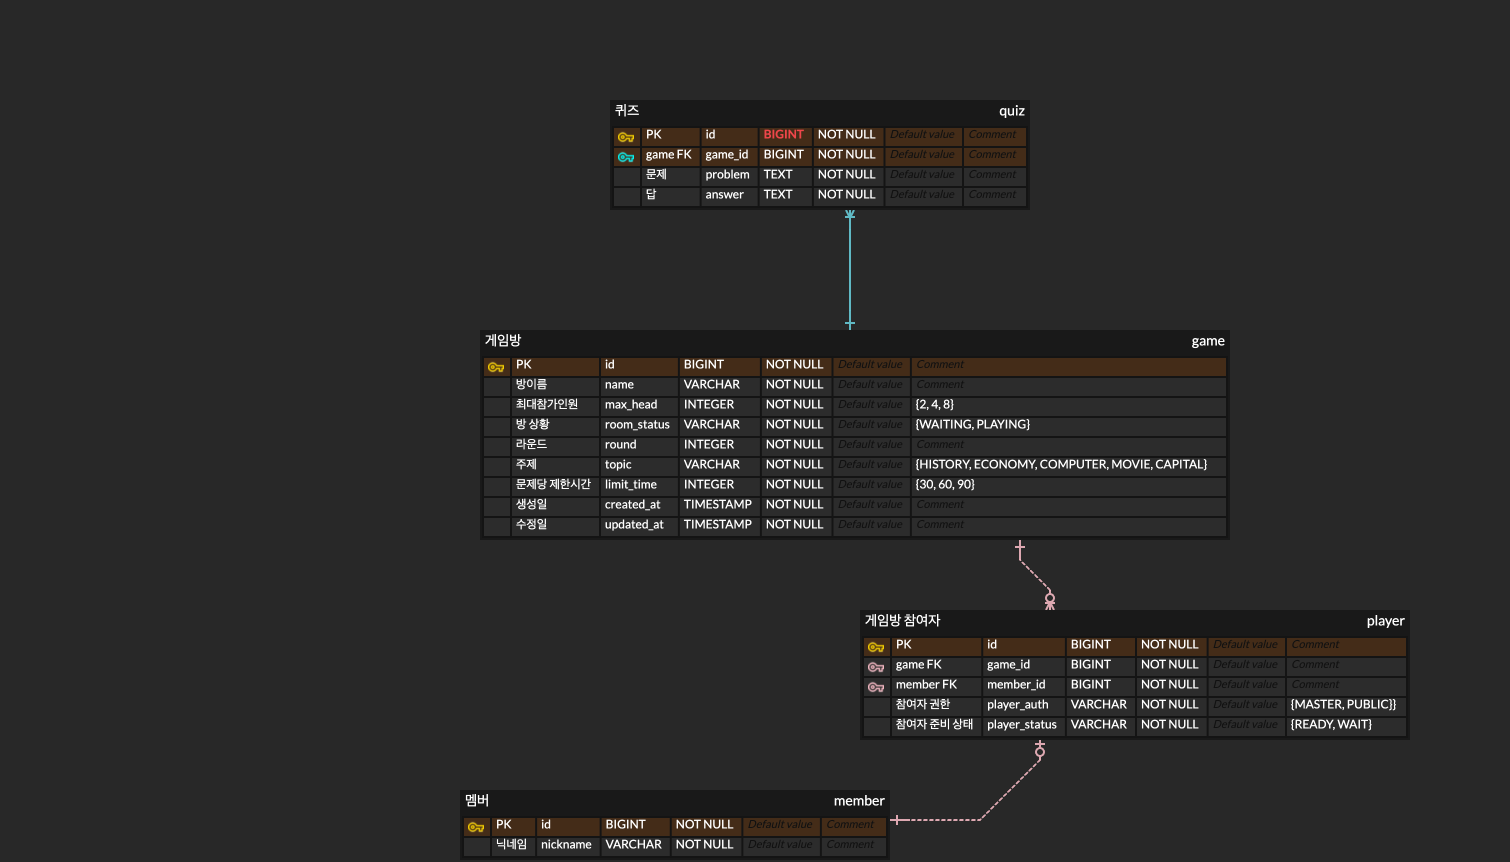 퀴즈 quiz
PK id BIGINT NOT NULL Default value Comment
game FK game_id BIGINT NOT NULL Default value Comment
문제 problem TEXT NOT NULL Default value Comment
답 answer TEXT NOT NULL Default value Comment
게임방 game
PK id BIGINT NOT NULL Default value Comment
방이름 name VARCHAR NOT NULL Default value Comment
최대참가인원 max_head INTEGER NOT NULL Default value {2, 4, 8}
방 상황 room_status VARCHAR NOT NULL Default value {WAITING, PLAYING}
라운드 round INTEGER NOT NULL Default value Comment
주제 topic VARCHAR NOT NULL Default value {HISTORY, ECONOMY, COMPUTER, MOVIE, CAPITAL}
문제당 제한시간 limit_time INTEGER NOT NULL Default value {30, 60, 90}
생성일 created_at TIMESTAMP NOT NULL Default value Comment
수정일 updated_at TIMESTAMP NOT NULL Default value Comment
게임방 참여자 player
PK id BIGINT NOT NULL Default value Comment
game FK game_id BIGINT NOT NULL Default value Comment
member FK member_id BIGINT NOT NULL Default value Comment
참여자 권한 player_auth VARCHAR NOT NULL Default value {MASTER, PUBLIC}}
참여자 준비 상태 player_status VARCHAR NOT NULL Default value {READY, WAIT}
멤버 member
PK id BIGINT NOT NULL Default value Comment
닉네임 nickname VARCHAR NOT NULL Default value Comment